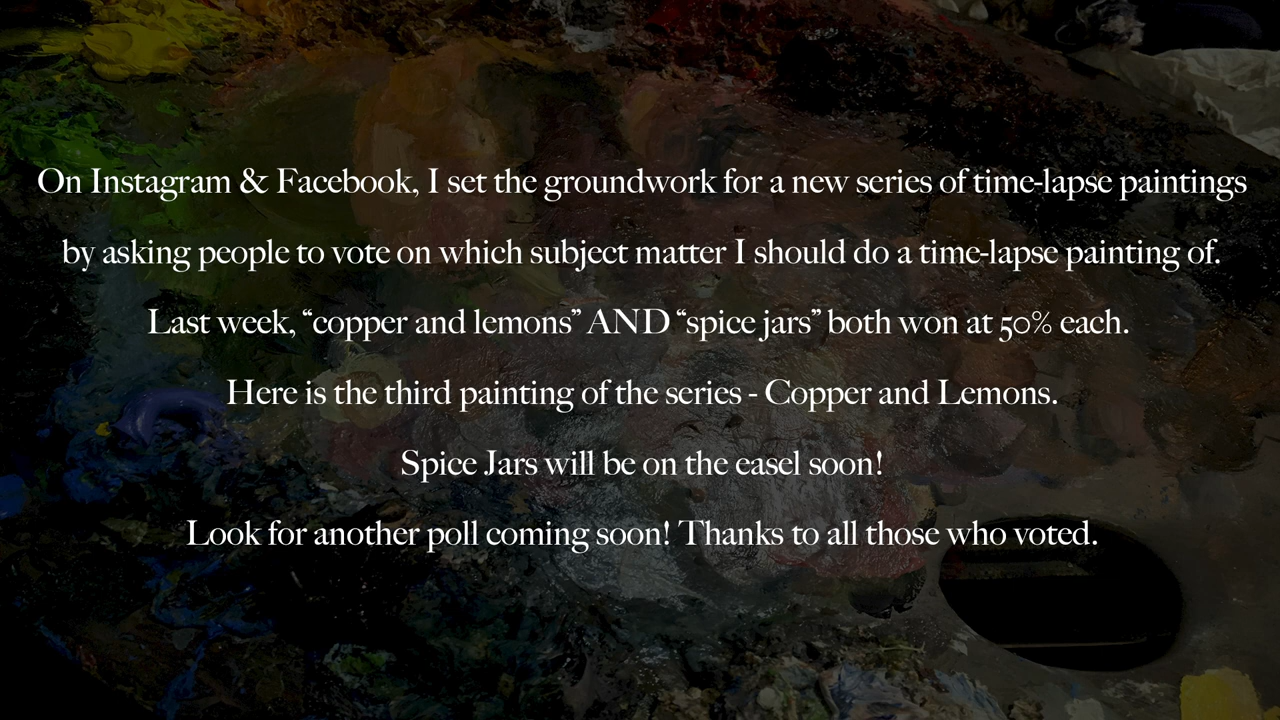 On Instagram & Facebook, I set the groundwork for a new series of time-lapse paintings
by asking people to vote on which subject matter I should do a time-lapse painting of.
Last week, “copper and lemons” AND “spice jars” both won at 50% each.
Here is the third painting of the series - Copper and Lemons.
Spice Jars will be on the easel soon!
Look for another poll coming soon! Thanks to all those who voted.